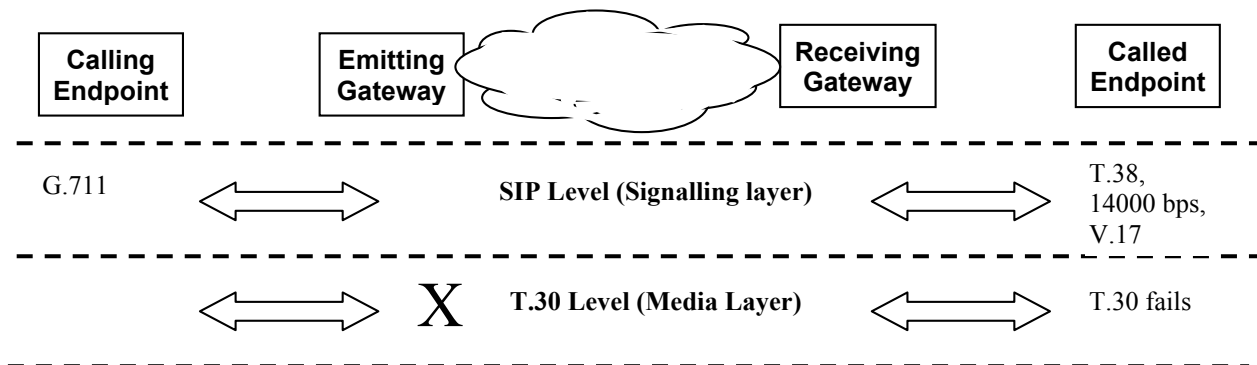 Calling
Endpoint
Emitting
Gateway
Receiving
Gateway
Called
Endpoint
G.711
SIP Level (Signalling layer)
T.38,
14000 bps,
V.17
X
T.30 Level (Media Layer)
T.30 fails